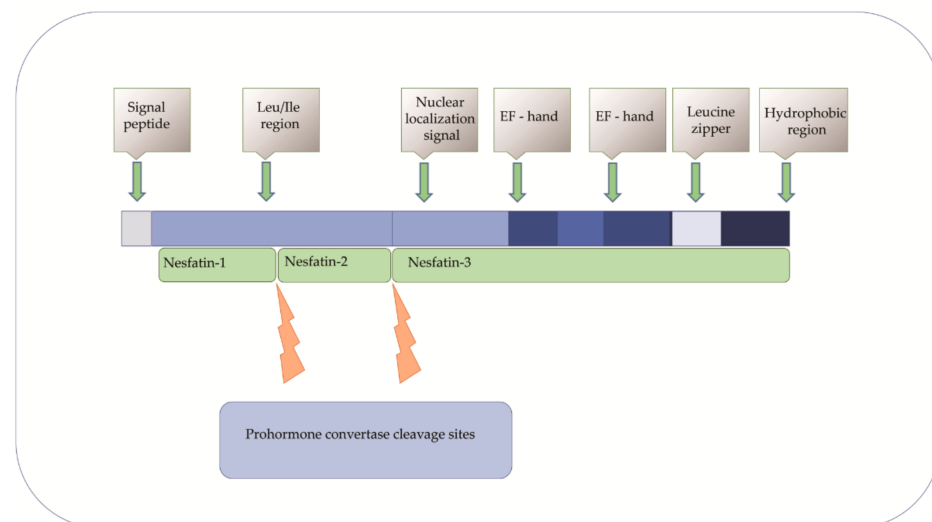 Signal
peptide
Leu/Ile
region
Nuclear
localization
signal
EF - hand
EF - hand
Leucine
zipper
Hydrophobic
region
Nesfatin-1
Nesfatin-2
Nesfatin-3
Prohormone convertase cleavage sites